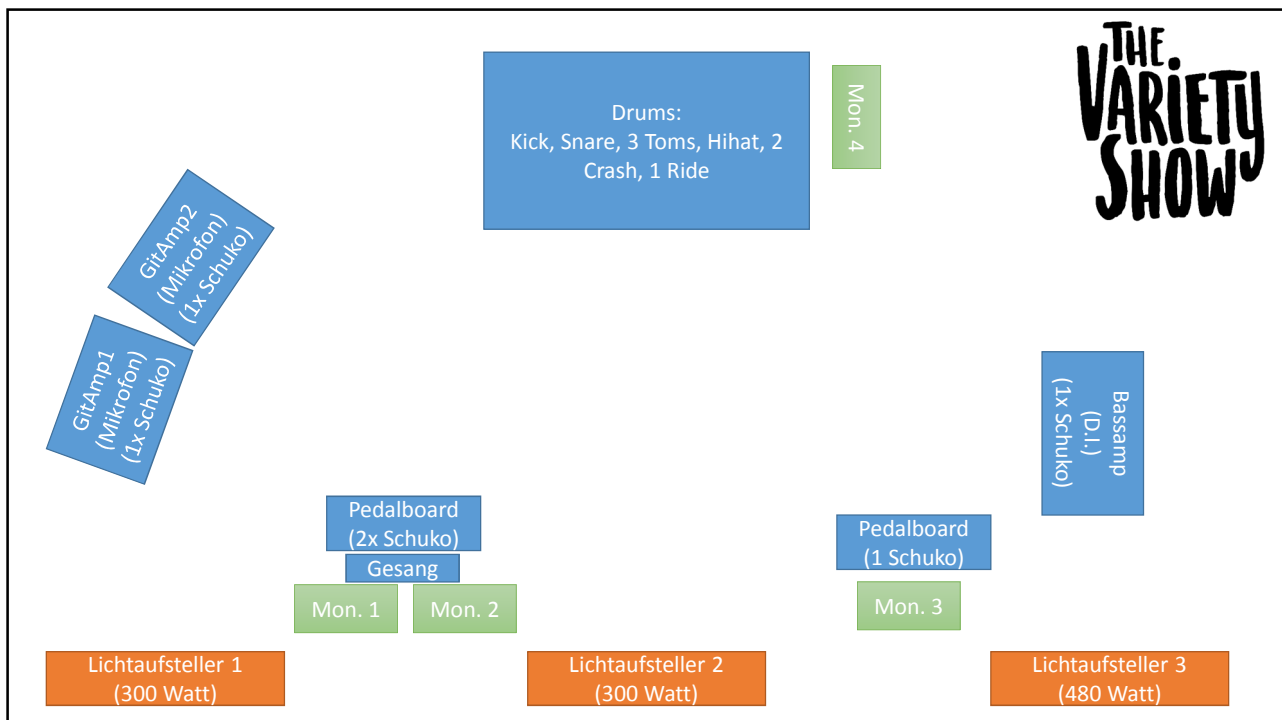 THE
VARIETY
SHOW
Drums:
Kick, Snare, 3 Toms, Hihat, 2
Crash, 1 Ride
Mon. 4
GitAmp2
(Mikrofon)
(1x Schuko)
GitAmp1
(Mikrofon)
(1x Schuko)
Bassamp
(D.I.)
(1x Schuko)
Pedalboard
(2x Schuko)
Gesang
Mon. 1
Mon. 2
Pedalboard
(1 Schuko)
Mon. 3
Lichtaufsteller 1
(300 Watt)
Lichtaufsteller 2
(300 Watt)
Lichtaufsteller 3
(480 Watt)